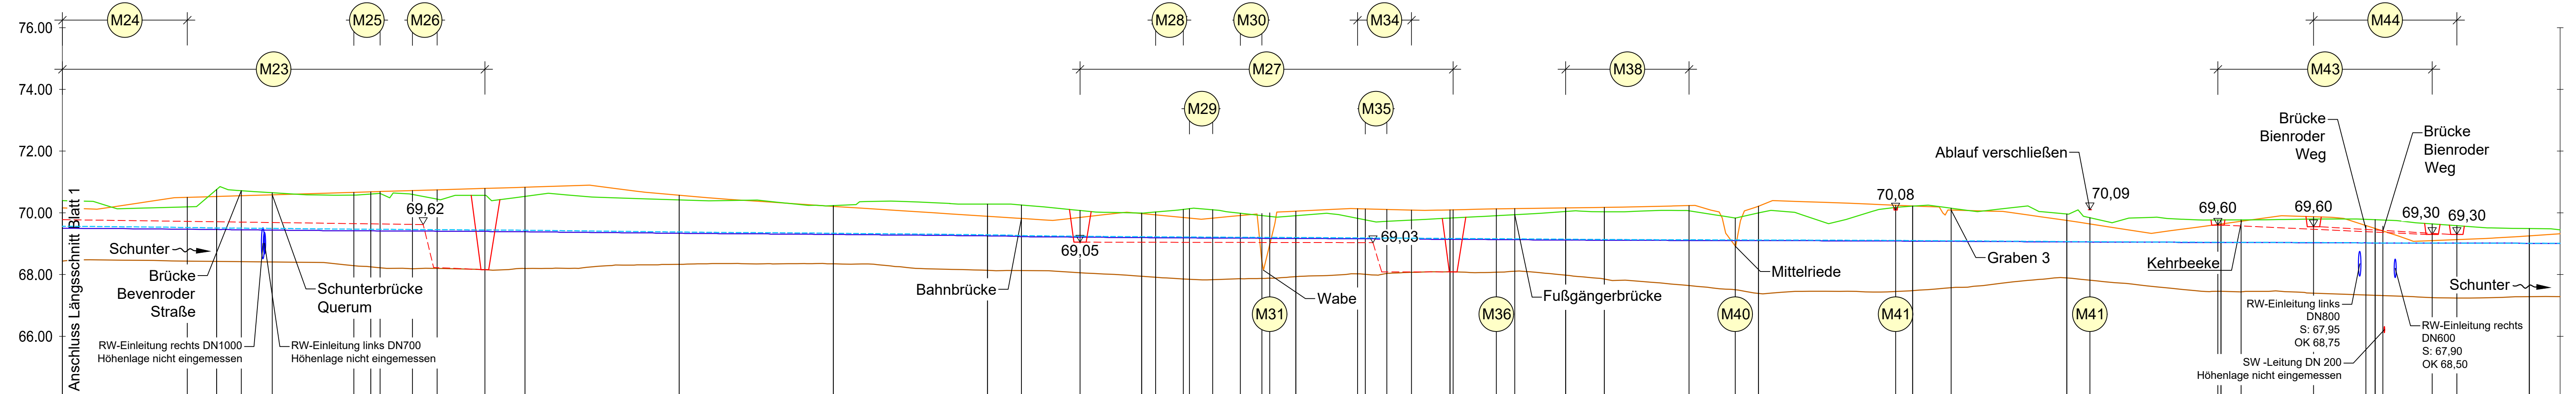 76.00
74.00
72.00
70.00
68.00
66.00
M24
M25
M26
M28
M30
M34
M44
M23
M27
M38
M43
M29
M35
Anschluss Längsschnitt Blatt 1
Schunter
Brücke
Bevenroder
Straße
RW-Einleitung rechts DN1000
Höhenlage nicht eingemessen
RW-Einleitung links DN700
Höhenlage nicht eingemessen
Schunterbrücke
Querum
69,62
Bahnbrücke
69,05
Wabe
M31
69,03
M36
Fußgängerbrücke
Mittelriede
M40
70,08
M41
Graben 3
Ablauf verschließen
70,09
M41
69,60
Kehrbeeke
69,60
Brücke
Bienroder
Weg
Brücke
Bienroder
Weg
69,30
69,30
RW-Einleitung links
DN800
S: 67,95
OK 68,75
SW -Leitung DN 200
Höhenlage nicht eingemessen
RW-Einleitung rechts
DN600
S: 67,90
OK 68,50
Schunter